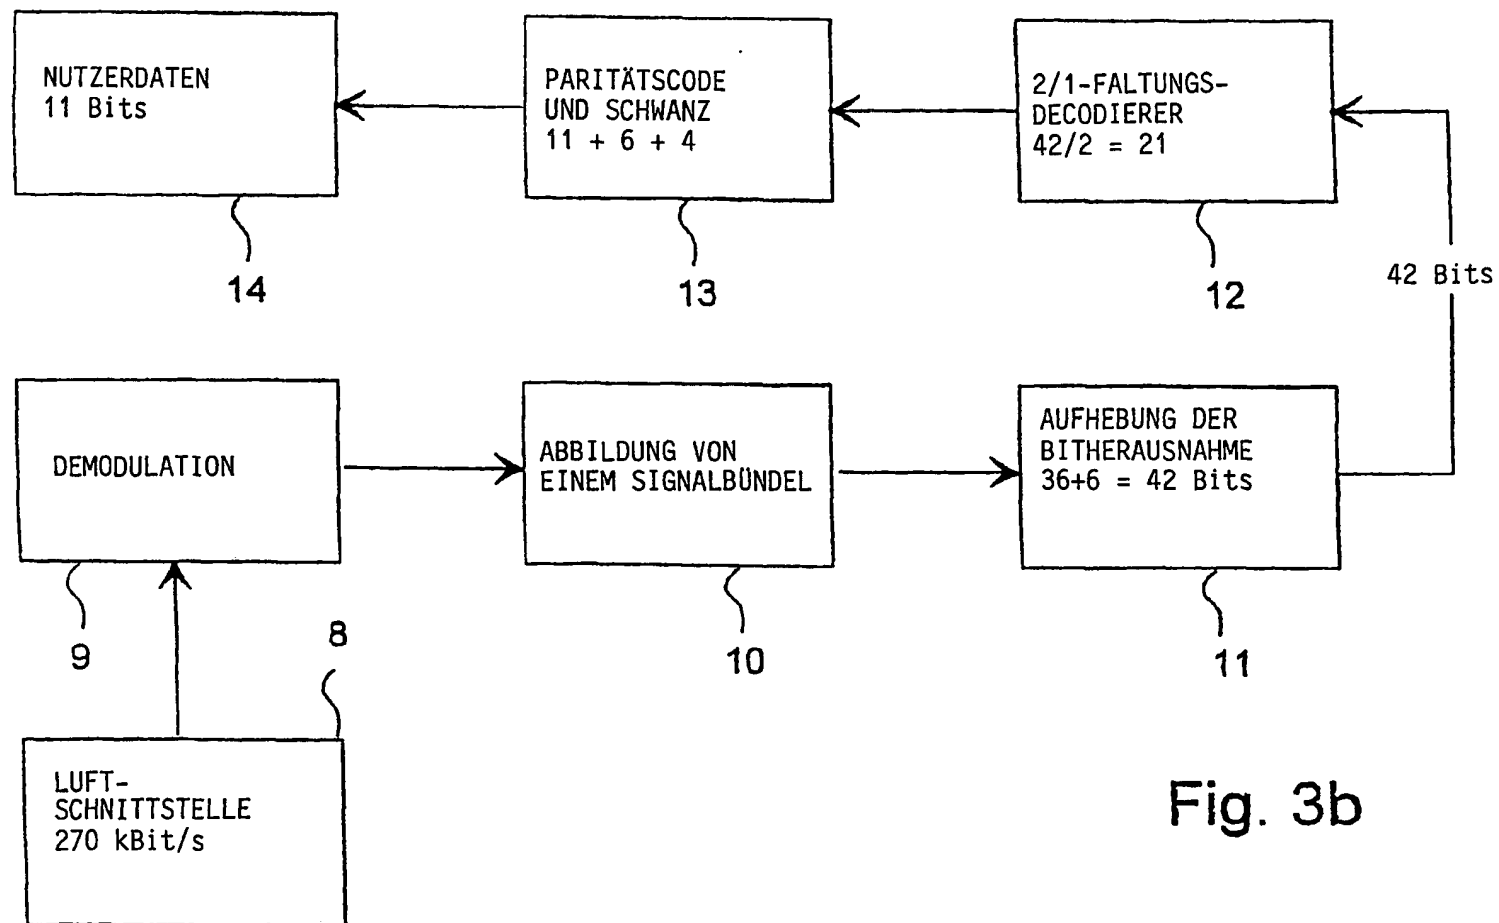 NUTZERDATEN
11 Bits
PARITÄTSCODE
UND SCHWANZ
11 + 6 + 4
2/1-FALTUNGS-
DECODIERER
42/2 = 21
14
13
12
42 Bits
DEMODULATION
ABBILDUNG VON
EINEM SIGNALBÜNDEL
AUFHEBUNG DER
BITHERAUSNAHME
36+6 = 42 Bits
9
8
10
11
LUFT-
SCHNITTSTELLE
270 kBit/s
Fig. 3b